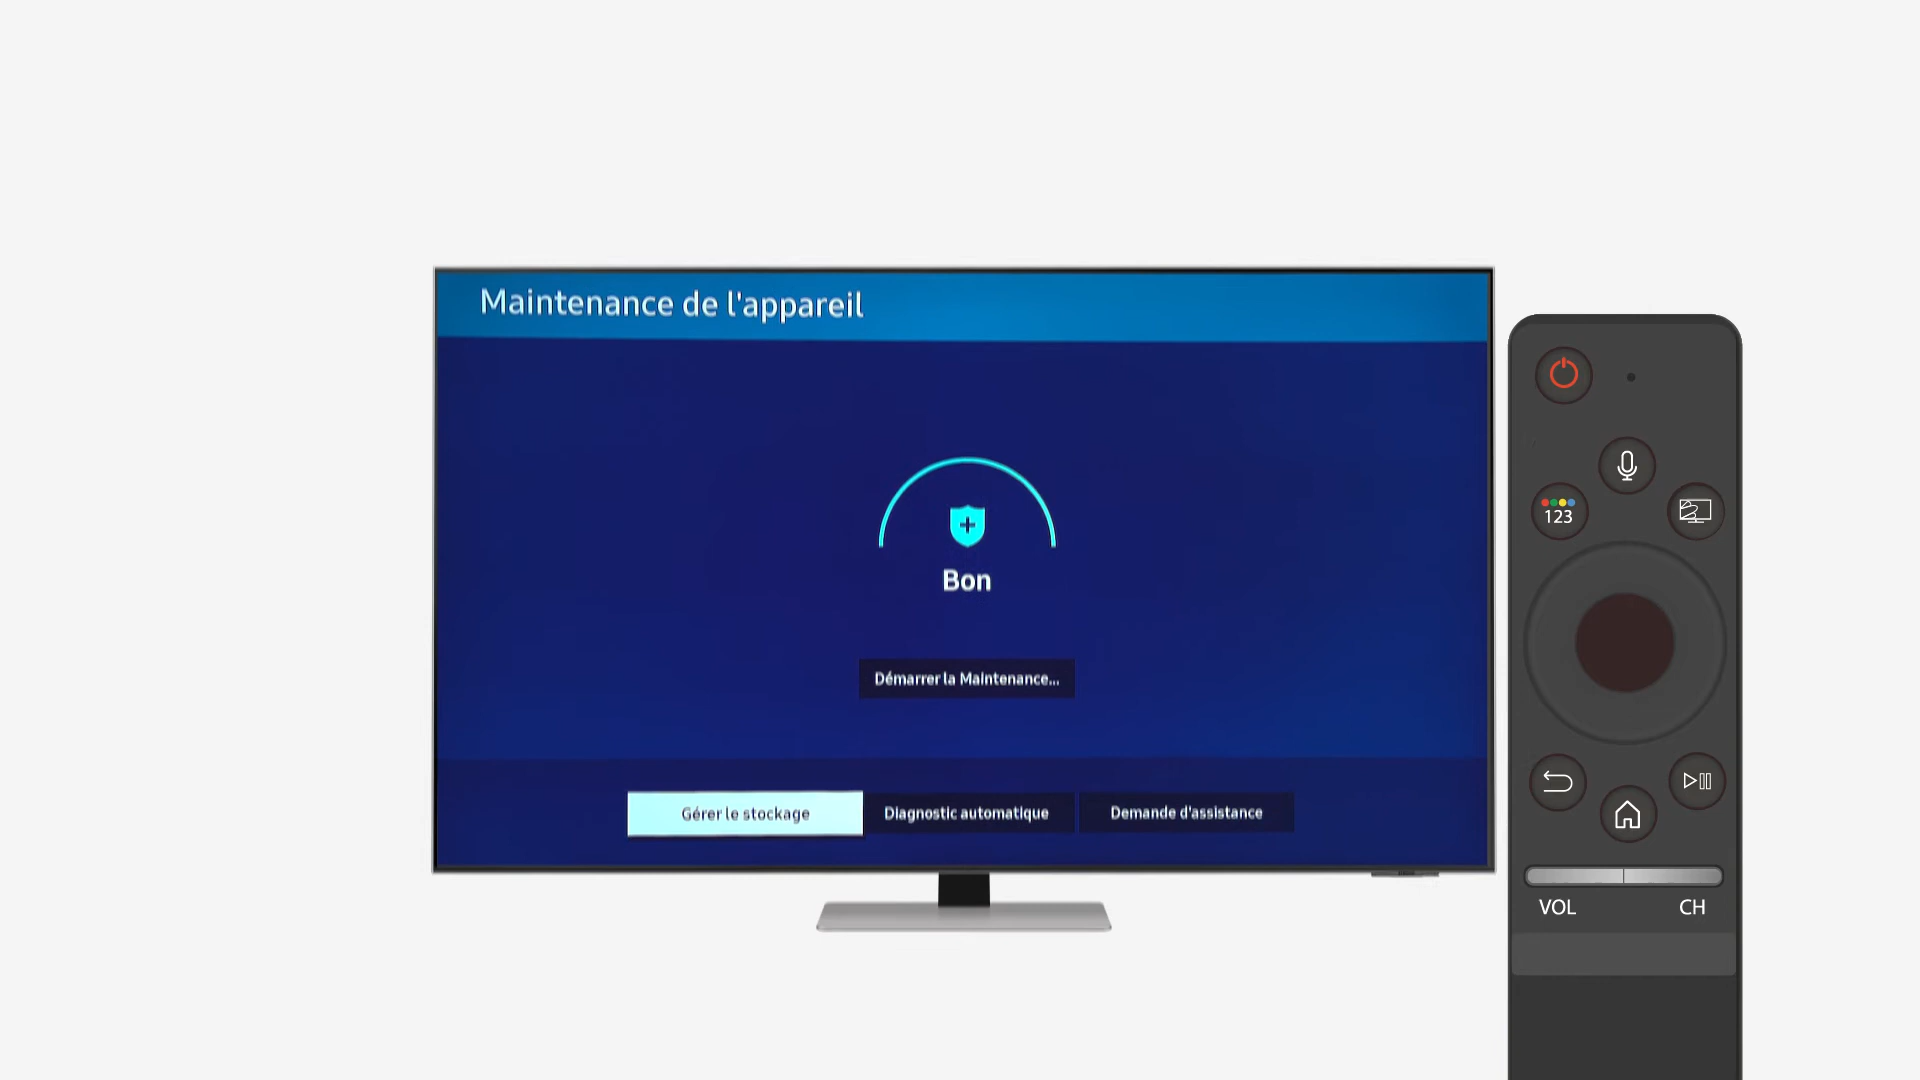 Maintenance de l'appareil
Bon
Démarrer la Maintenance...
Gérer le stockage
Diagnostic automatique
Demande d'assistance
123
VOL
CH